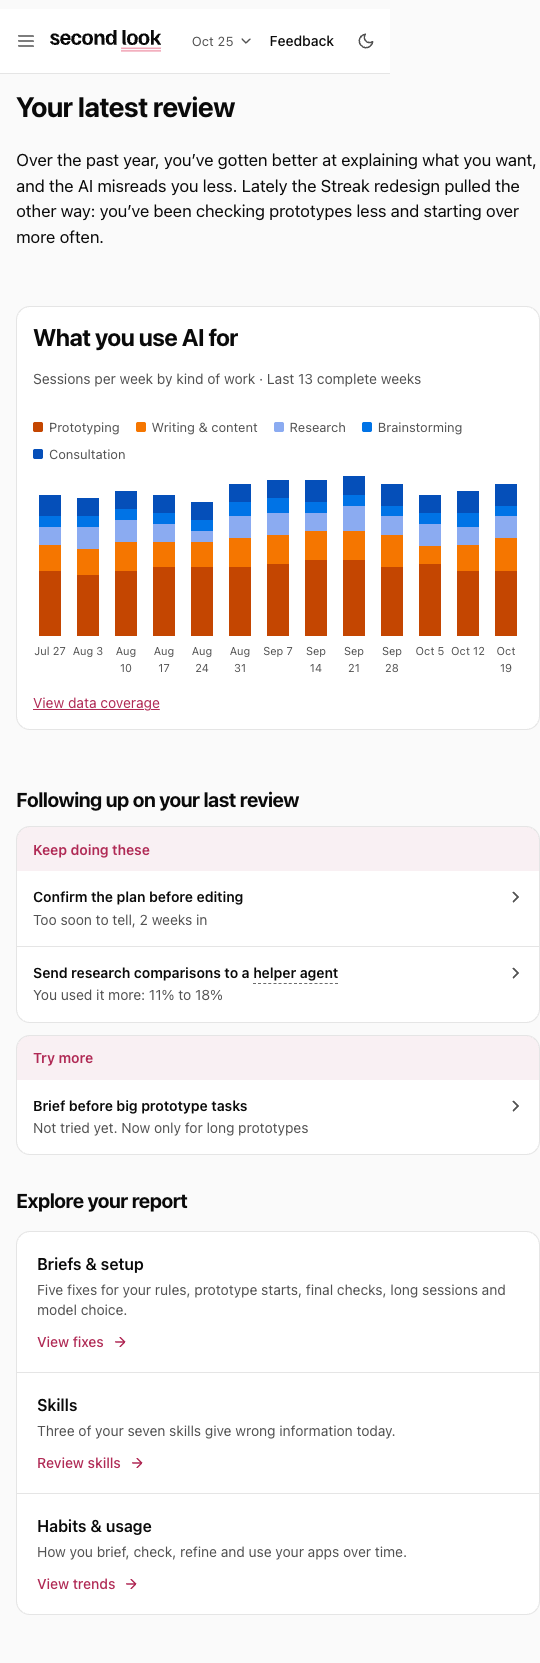 second look
Oct 25
Feedback
Your latest review
Over the past year, you’ve gotten better at explaining what you want,
and the AI misreads you less. Lately the Streak redesign pulled the
other way: you’ve been checking prototypes less and starting over
more often.
What you use AI for
Sessions per week by kind of work · Last 13 complete weeks
Prototyping
Writing & content
Research
Brainstorming
Consultation
Jul 27
Aug 3
Aug 10
Aug 17
Aug 24
Aug 31
Sep 7
Sep 14
Sep 21
Sep 28
Oct 5
Oct 12
Oct 19
View data coverage
Following up on your last review
Keep doing these
Confirm the plan before editing
Too soon to tell, 2 weeks in
Send research comparisons to a helper agent
You used it more: 11% to 18%
Try more
Brief before big prototype tasks
Not tried yet. Now only for long prototypes
Explore your report
Briefs & setup
Five fixes for your rules, prototype starts, final checks, long sessions and
model choice.
View fixes
Skills
Three of your seven skills give wrong information today.
Review skills
Habits & usage
How you brief, check, refine and use your apps over time.
View trends